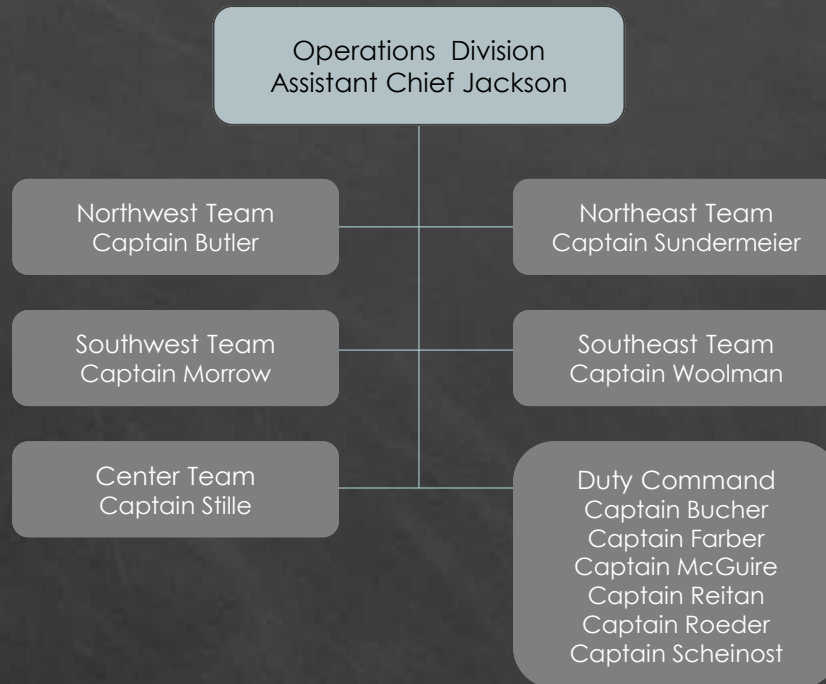 Operations Division
Assistant Chief Jackson
Northwest Team
Captain Butler
Northeast Team
Captain Sundermeier
Southwest Team
Captain Morrow
Southeast Team
Captain Woolman
Center Team
Captain Stille
Duty Command
Captain Bucher
Captain Farber
Captain McGuire
Captain Reitan
Captain Roeder
Captain Scheinost